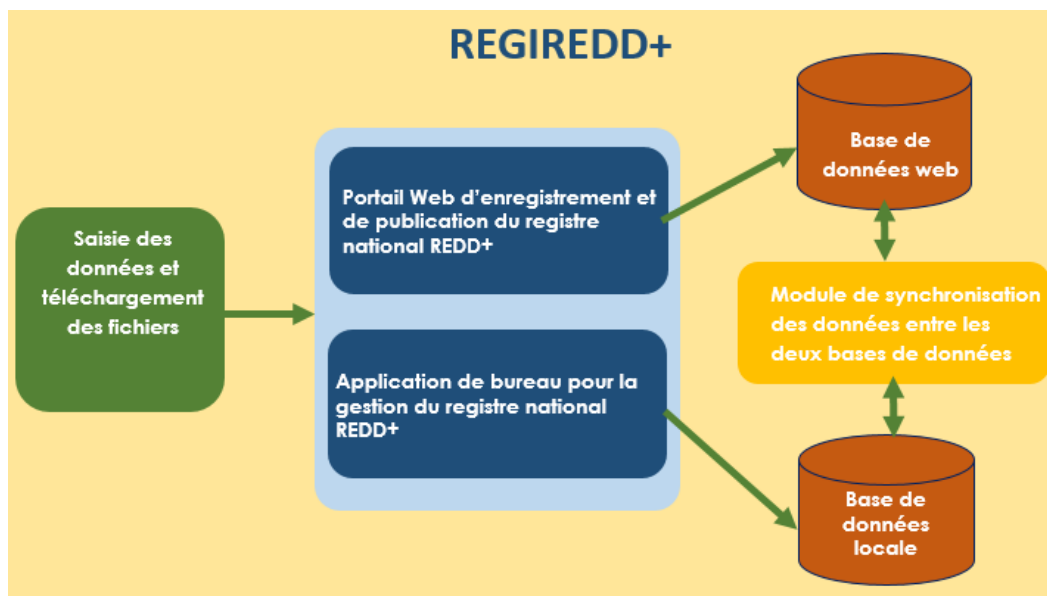 REGIREDD+
Saisie des
données et
téléchargement
des fichiers
Portail Web d’enregistrement et
de publication du registre
national REDD+
Application de bureau pour la
gestion du registre national
REDD+
Base de
données web
Module de synchronisation
des données entre les
deux bases de données
Base de
données
locale